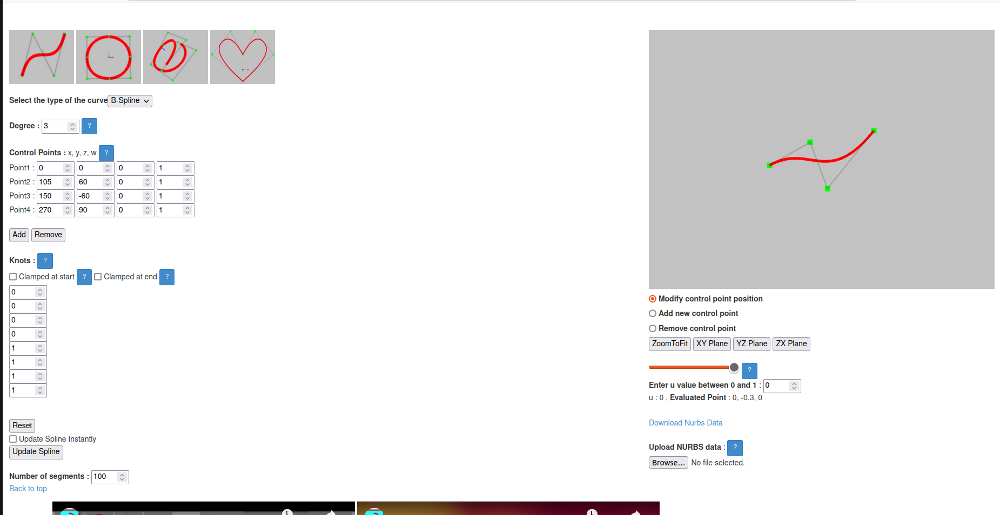 Select the type of the curve B-Spline
Degree : 3 ?
Control Points : x, y, z, w ?
Point1 : 0 0 0 1
Point2 : 105 60 0 1
Point3 : 150 -60 0 1
Point4 : 270 90 0 1
Add Remove
Knots : ?
Clamped at start ? Clamped at end ?
0
0
0
0
1
1
1
1
Reset
Update Spline Instantly
Update Spline
Number of segments : 100
Back to top
Modify control point position
Add new control point
Remove control point
ZoomToFit XY Plane YZ Plane ZX Plane
?
Enter u value between 0 and 1 : 0
u : 0 , Evaluated Point : 0, -0.3, 0
Download Nurbs Data
Upload NURBS data : ?
Browse... No file selected.